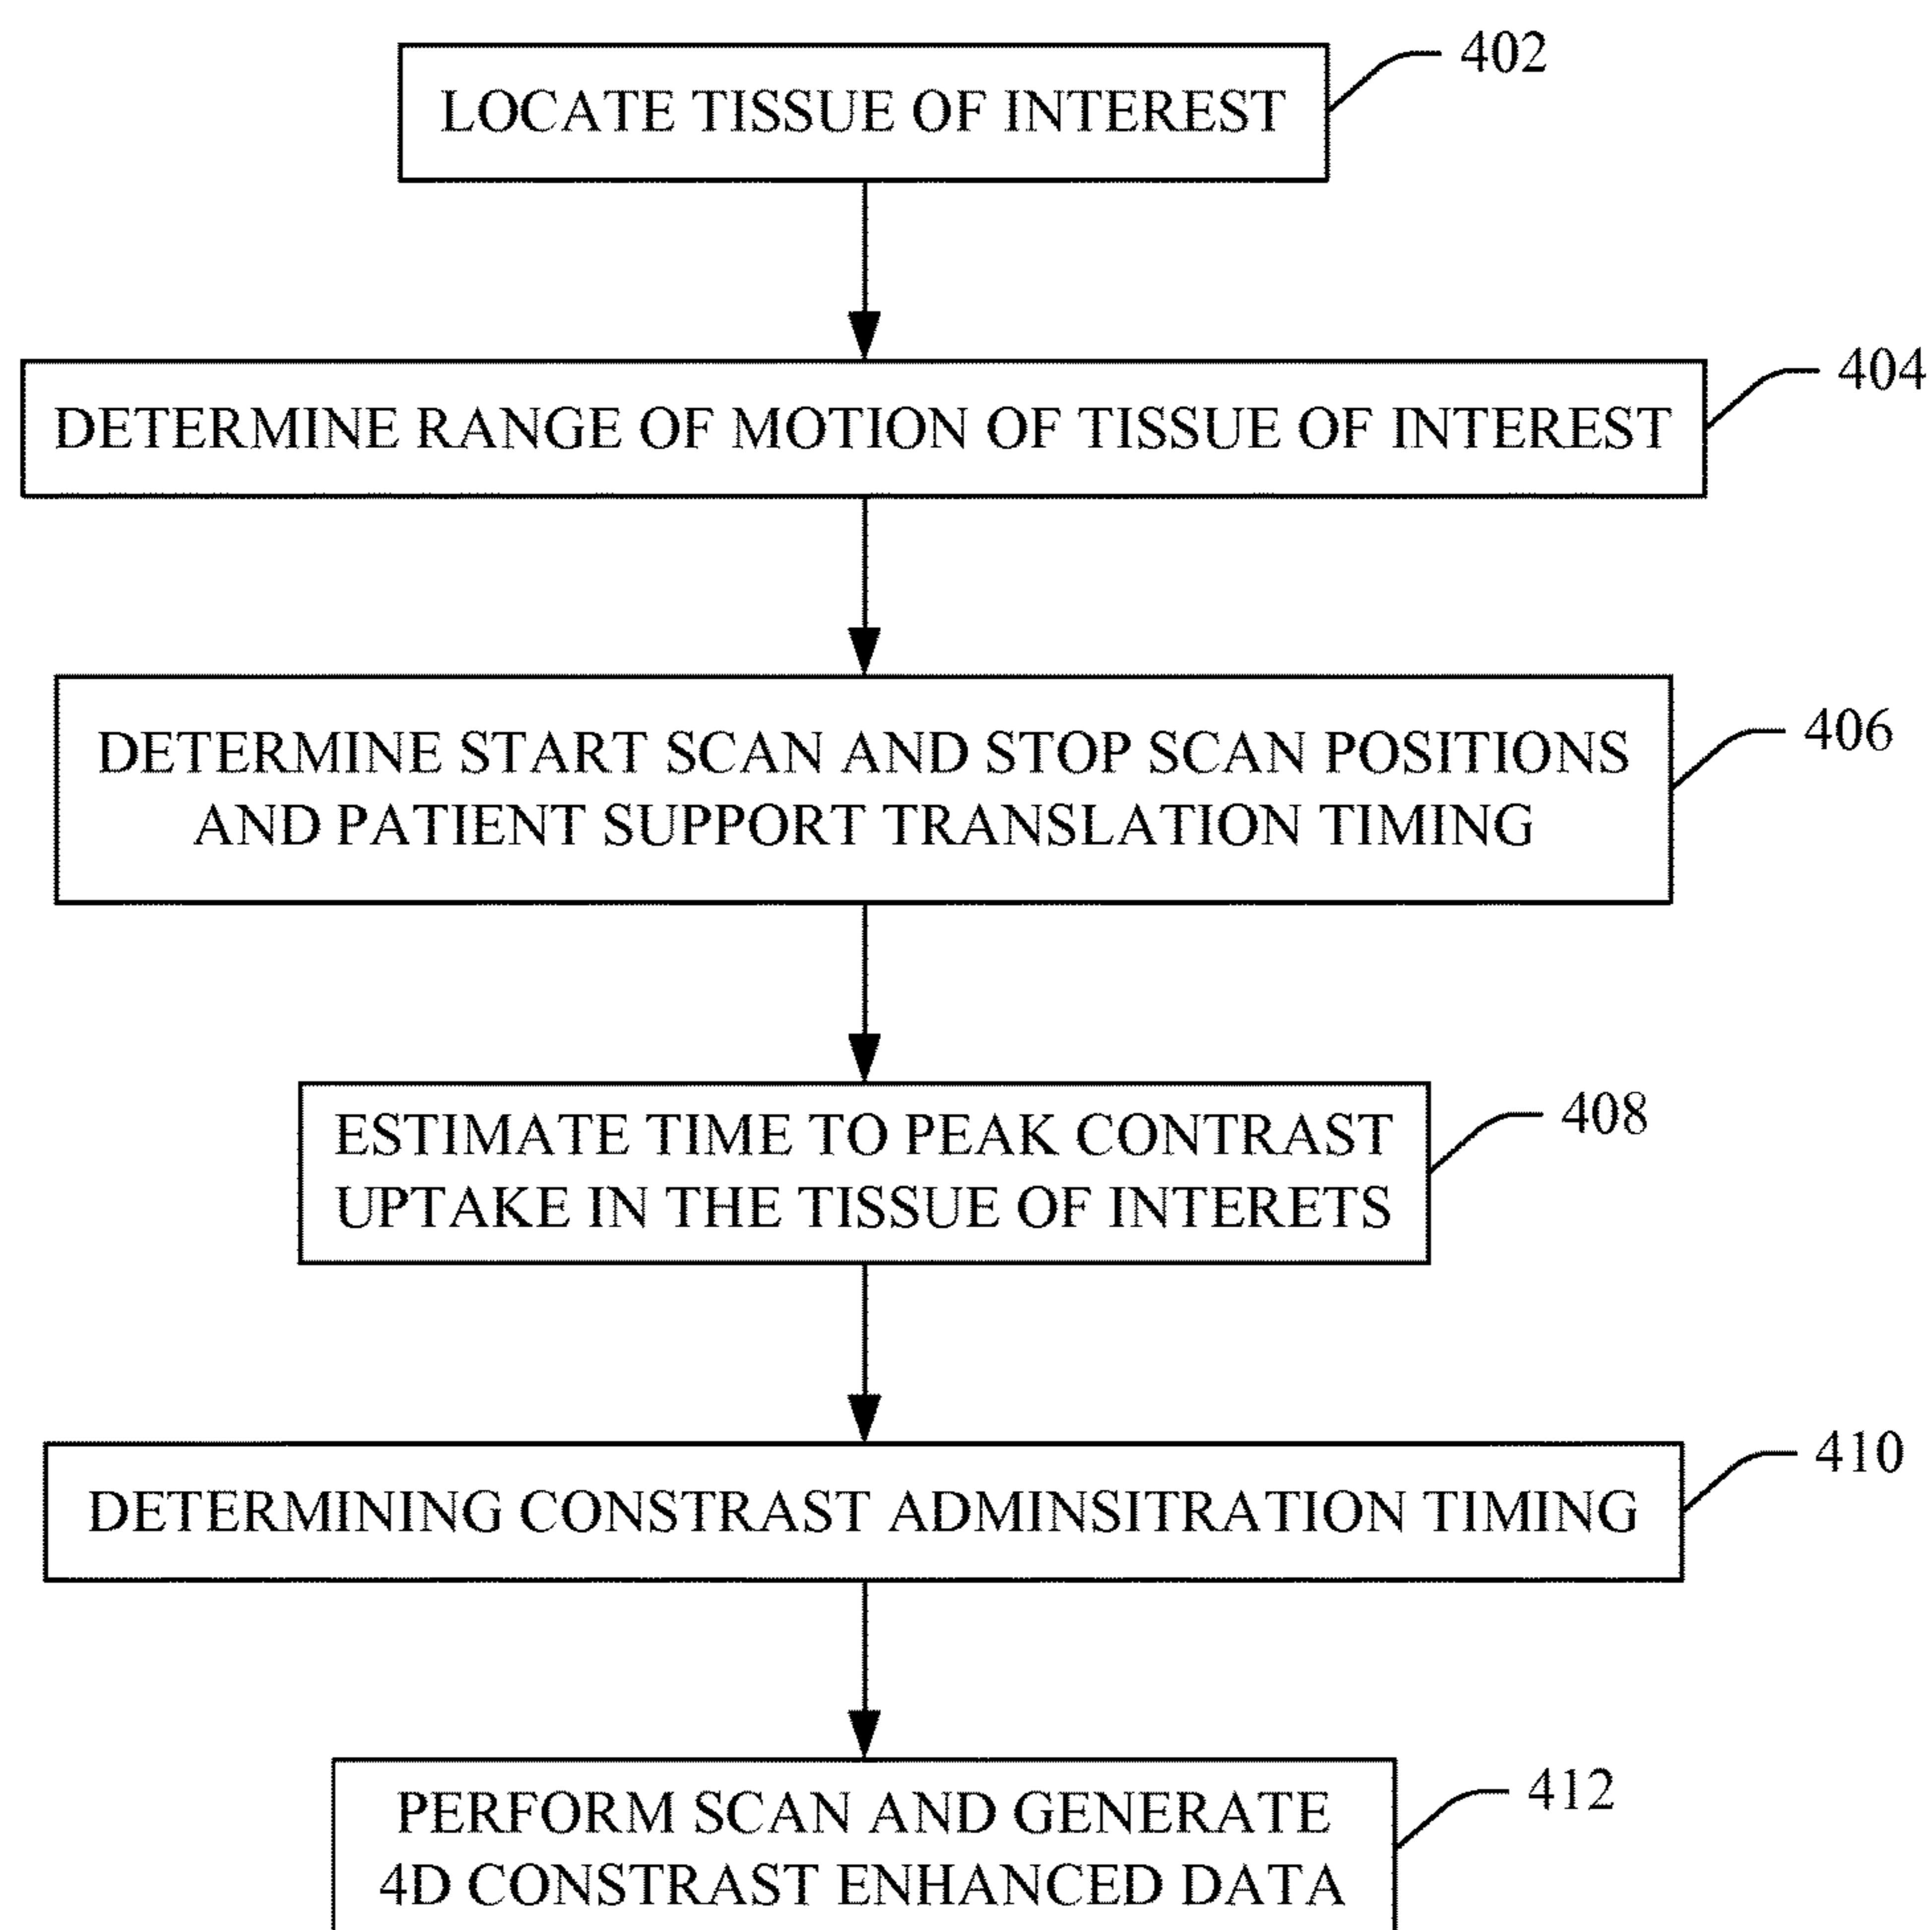 LOCATE TISSUE OF INTEREST
402
DETERMINE RANGE OF MOTION OF TISSUE OF INTEREST
404
DETERMINE START SCAN AND STOP SCAN POSITIONS
AND PATIENT SUPPORT TRANSLATION TIMING
406
ESTIMATE TIME TO PEAK CONTRAST
UPTAKE IN THE TISSUE OF INTERETS
408
DETERMINING CONSTRAST ADMINSITRATION TIMING
410
PERFORM SCAN AND GENERATE
4D CONSTRAST ENHANCED DATA
412